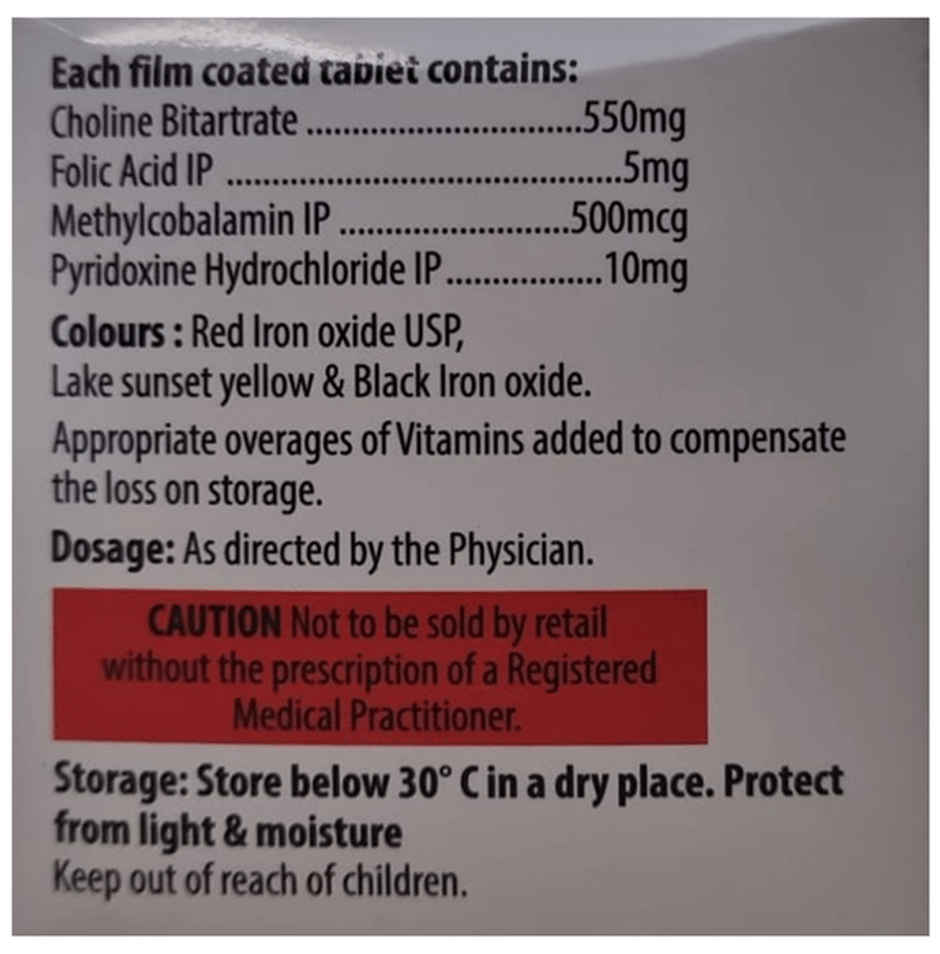 Each film coated tablet contains:
Choline Bitartrate ..............................550mg
Folic Acid IP ...........................................5mg
Methylcobalamin IP .........................500mcg
Pyridoxine Hydrochloride IP.................10mg
Colours : Red Iron oxide USP,
Lake sunset yellow & Black Iron oxide.
Appropriate overages of Vitamins added to compensate
the loss on storage.
Dosage: As directed by the Physician.
CAUTION Not to be sold by retail
without the prescription of a Registered
Medical Practitioner.
Storage: Store below 30° C in a dry place. Protect
from light & moisture
Keep out of reach of children.